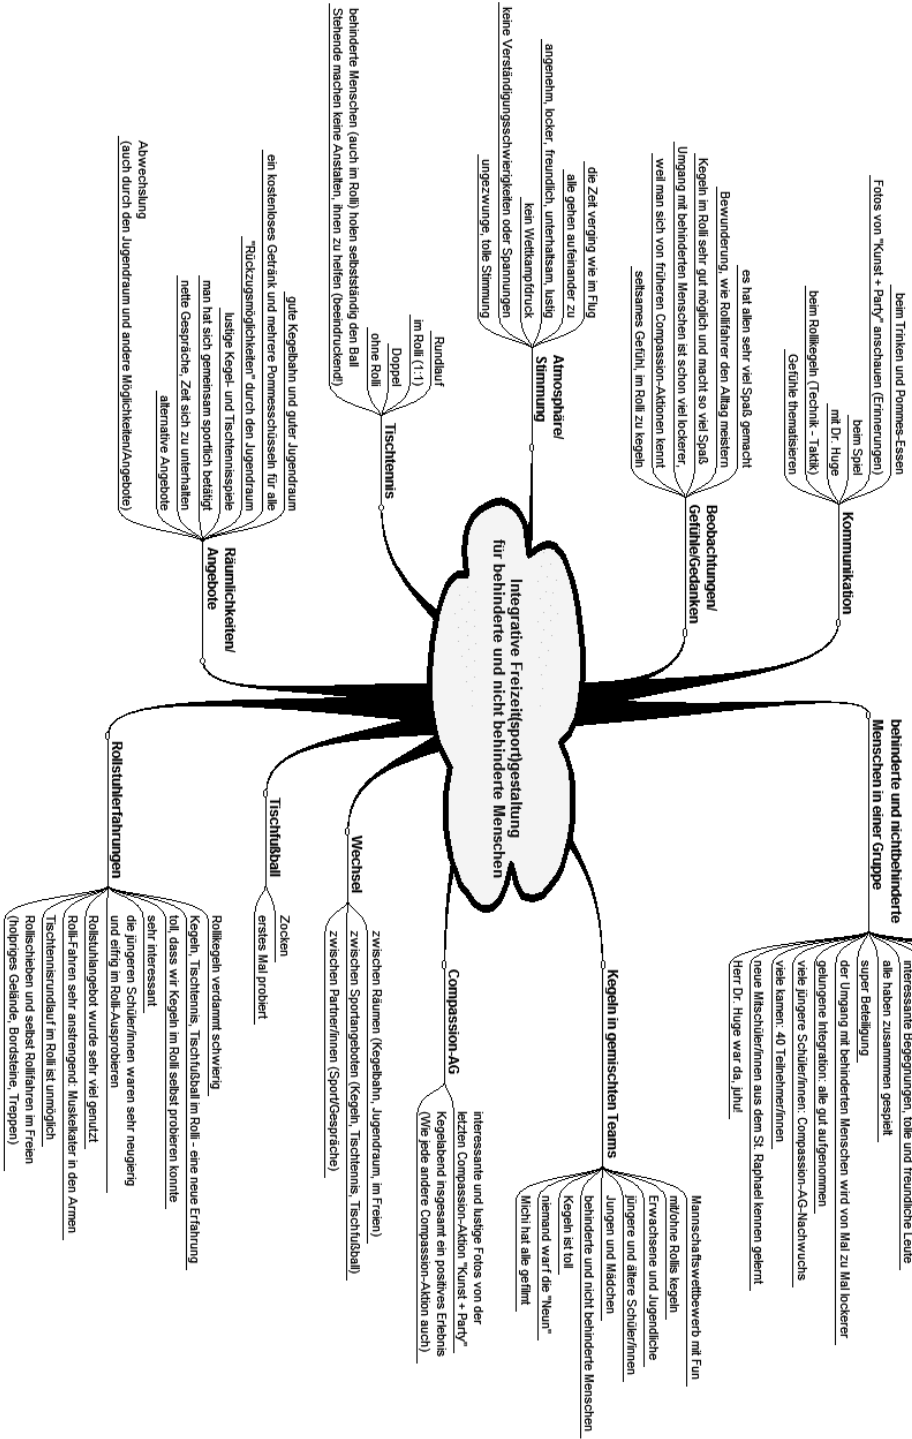 Integrative Freizeit(sport)gestaltung
für behinderte und nicht behinderte Menschen
Kommunikation
beim Trinken und Pommes-Essen
Fotos von "Kunst + Party" anschauen (Erinnerungen)
beim Spiel
mit Dr. Huge
beim Rollikegeln (Technik - Taktik)
Gefühle thematisieren
Beobachtungen/
Gefühle/Gedanken
es hat allen sehr viel Spaß gemacht
Bewunderung, wie Rollifahrer den Alltag meistern
Kegeln im Rolli sehr gut möglich und macht so viel Spaß
Umgang mit behinderten Menschen ist schon viel lockerer,
weil man sich von früheren Compassion-Aktionen kennt
seltsames Gefühl, im Rolli zu kegeln
Atmosphäre/
Stimmung
die Zeit verging wie im Flug
alle gehen aufeinander zu
angenehm, locker, freundlich, unterhaltsam, lustig
kein Wettkampfdruck
keine Verständigungsschwierigkeiten oder Spannungen
ungezwunge, tolle Stimmung
Tischtennis
Rundlauf
im Rolli (1:1)
Doppel
ohne Rolli
behinderte Menschen (auch im Rolli) holen selbstständig den Ball
Stehende machen keine Anstalten, ihnen zu helfen (beeindruckend!)
Räumlichkeiten/
Angebote
gute Kegelbahn und guter Jugendraum
ein kostenloses Getränk und mehrere Pommesschüsseln für alle
"Rückzugsmöglichkeiten" durch den Jugendraum
lustige Kegel- und Tischtennisspiele
man hat sich gemeinsam sportlich betätigt
nette Gespräche, Zeit sich zu unterhalten
alternative Angebote
Abwechslung
(auch durch den Jugendraum und andere Möglichkeiten/Angebote)
behinderte und nichtbehinderte
Menschen in einer Gruppe
interessante Begegnungen, tolle und freundliche Leute
alle haben zusammen gespielt
super Beteiligung
der Umgang mit behinderten Menschen wird von Mal zu Mal lockerer
gelungene Integration: alle gut aufgenommen
viele jüngere Schüler/innen: Compassion-AG-Nachwuchs
viele kamen: 40 Teilnehmer/innen
neue Mitschüler/innen aus dem St. Raphael kennen gelernt
Herr Dr. Huge war da, juhu!
Kegeln in gemischten Teams
Mannschaftswettbewerb mit Fun
mit/ohne Rollis kegeln
Erwachsene und Jugendliche
jüngere und ältere Schüler/innen
Jungen und Mädchen
behinderte und nicht behinderte Menschen
Kegeln ist toll
niemand warf die "Neun"
Michi hat alle gefilmt
Compassion-AG
interessante und lustige Fotos von der
letzten Compassion-Aktion "Kunst + Party"
Kegelabend insgesamt ein positives Erlebnis
(Wie jede andere Compassion-Aktion auch)
Wechsel
zwischen Räumen (Kegelbahn, Jugendraum, im Freien)
zwischen Sportangeboten (Kegeln, Tischtennis, Tischfußball)
zwischen Partner/innen (Sport/Gespräche)
Tischfußball
Zocken
erstes Mal probiert
Rollstuhlerfahrungen
Rollikegeln verdammt schwierig
Kegeln, Tischtennis, Tischfußball im Rolli - eine neue Erfahrung
toll, dass wir Kegeln im Rolli selbst probieren konnte
sehr interessant
die jüngeren Schüler/innen waren sehr neugierig
und eifrig im Rolli-Ausprobieren
Rollstuhlangebot wurde sehr viel genutzt
Rolli-Fahren sehr anstrengend: Muskelkater in den Armen
Tischtennisrundlauf im Rolli ist unmöglich
Rollischieben und selbst Rollifahren im Freien
(holpriges Gelände, Bordsteine, Treppen)